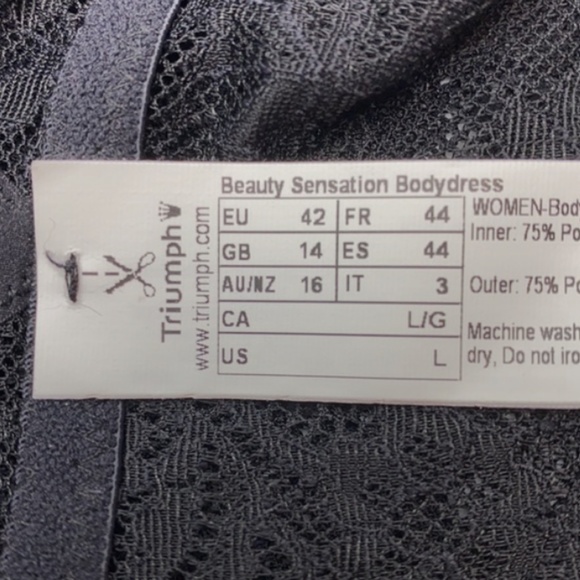 Beauty Sensation Bodydress
EU 42 FR 44
GB 14 ES 44
AU/NZ 16 IT 3
CA L/G
US L
Triumph
www.triumph.com
WOMEN-Body
Inner: 75% Po
Outer: 75% Po
Machine wash
dry, Do not iro